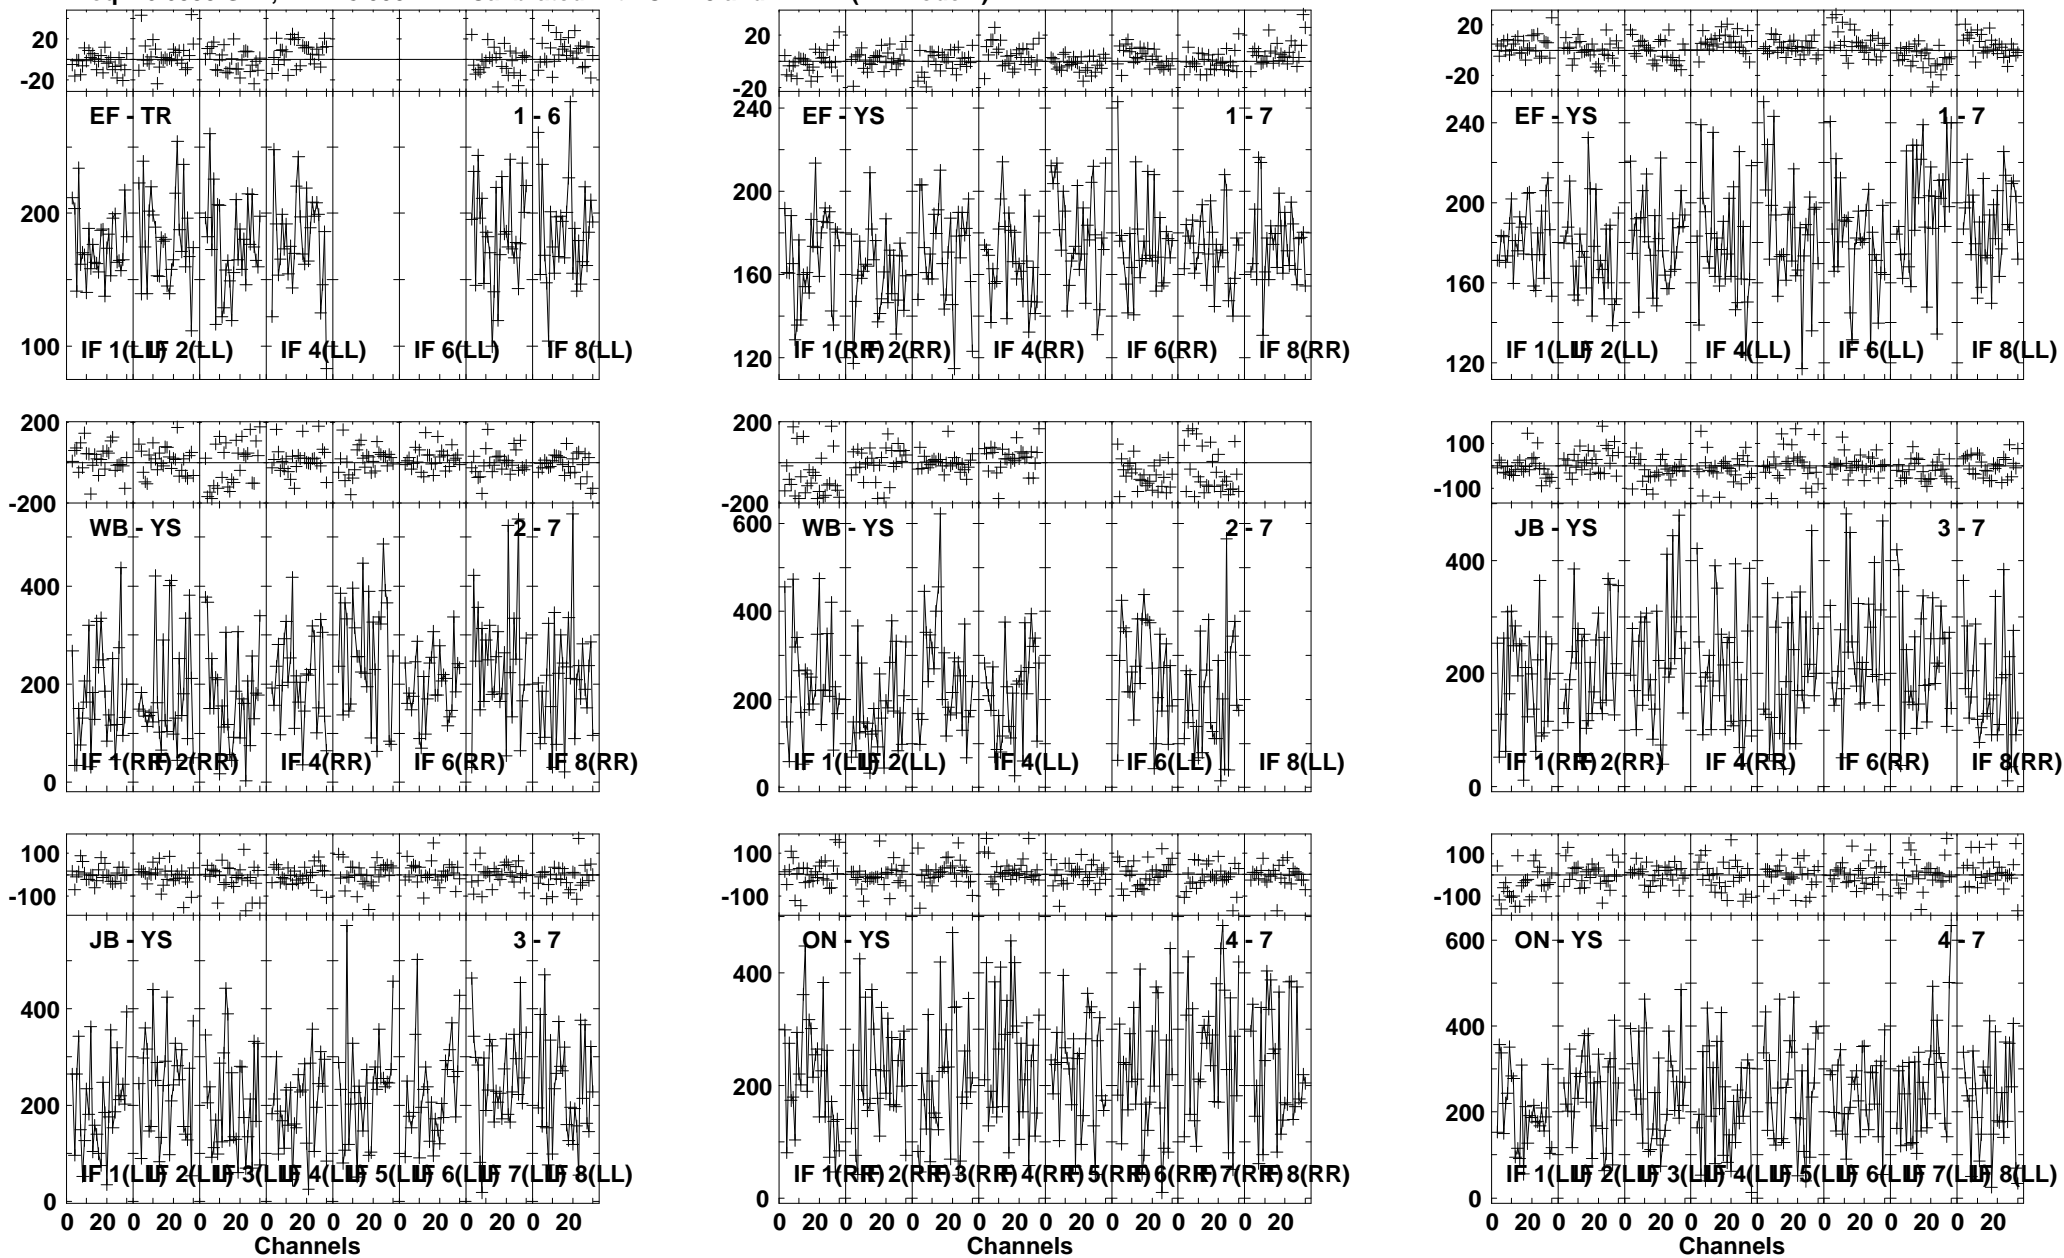 20 20 20
-20 -20 -20
EF - TR 1 - 6 EF - YS 1 - 7 EF - YS 1 - 7
240 240
200 200 200
160 160
100 120 120
IF 1(LL) IF 2(LL) IF 4(LL) IF 6(LL) IF 8(LL) IF 1(RR) IF 2(RR) IF 4(RR) IF 6(RR) IF 8(RR) IF 1(LL) IF 2(LL) IF 4(LL) IF 6(LL) IF 8(LL)
200 200 100
-200 -200 -100
WB - YS 2 - 7 WB - YS 2 - 7 JB - YS 3 - 7
600
400 400 400
200 200 200
IF 1(RR) IF 2(RR) IF 4(RR) IF 6(RR) IF 8(RR) IF 1(LL) IF 2(LL) IF 4(LL) IF 6(LL) IF 8(LL) IF 1(RR) IF 2(RR) IF 4(RR) IF 6(RR) IF 8(RR)
0 0 0
100 100 100
-100 -100 -100
JB - YS 3 - 7 ON - YS 4 - 7 ON - YS 4 - 7
600
400 400 400
200 200 200
IF 1(LL) IF 2(LL) IF 3(LL) IF 4(LL) IF 5(LL) IF 6(LL) IF 7(LL) IF 8(LL) IF 1(RR) IF 2(RR) IF 3(RR) IF 4(RR) IF 5(RR) IF 6(RR) IF 7(RR) IF 8(RR) IF 1(LL) IF 2(LL) IF 3(LL) IF 4(LL) IF 5(LL) IF 6(LL) IF 7(LL) IF 8(LL)
0 0 0
0 20 0 20 0 20 0 20 0 20 0 20 0 20 0 20 0 20 0 20 0 20 0 20 0 20 0 20 0 20 0 20 0 20 0 20 0 20 0 20 0 20 0 20 0 20 0 20
Channels Channels Channels